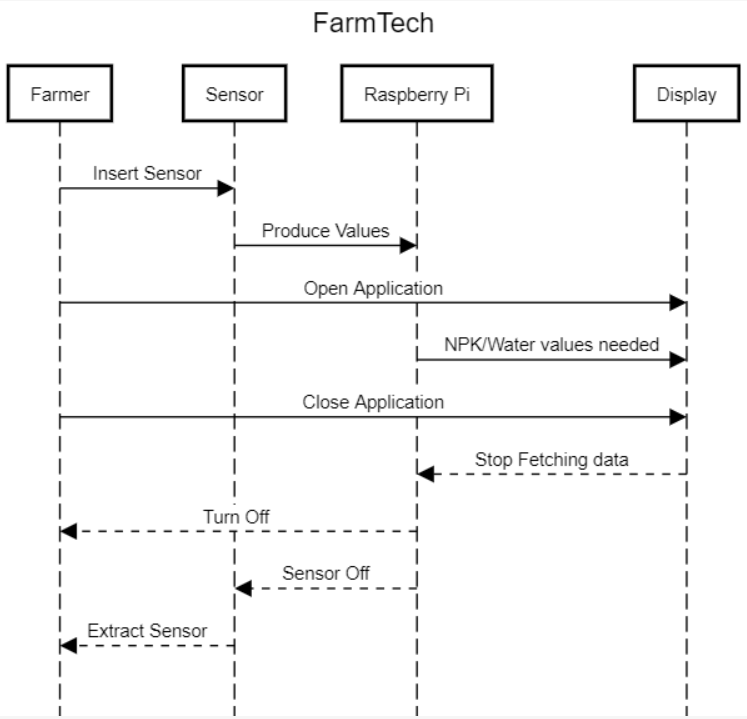 FarmTech
Farmer
Sensor
Raspberry Pi
Display
Insert Sensor
Produce Values
Open Application
NPK/Water values needed
Close Application
Stop Fetching data
Turn Off
Sensor Off
Extract Sensor